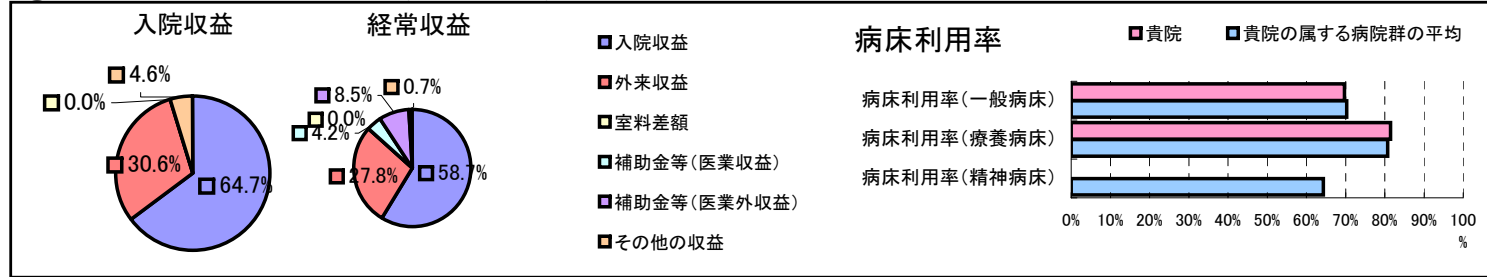 入院収益
4.6%
0.0%
30.6%
64.7%
経常収益
0.7%
8.5%
0.0%
4.2%
27.8%
58.7%
入院収益
外来収益
室料差額
補助金等(医業収益)
補助金等(医業外収益)
その他の収益
病床利用率
貴院 貴院の属する病院群の平均
病床利用率(一般病床)
病床利用率(療養病床)
病床利用率(精神病床)
0% 10% 20% 30% 40% 50% 60% 70% 80% 90% 100
%